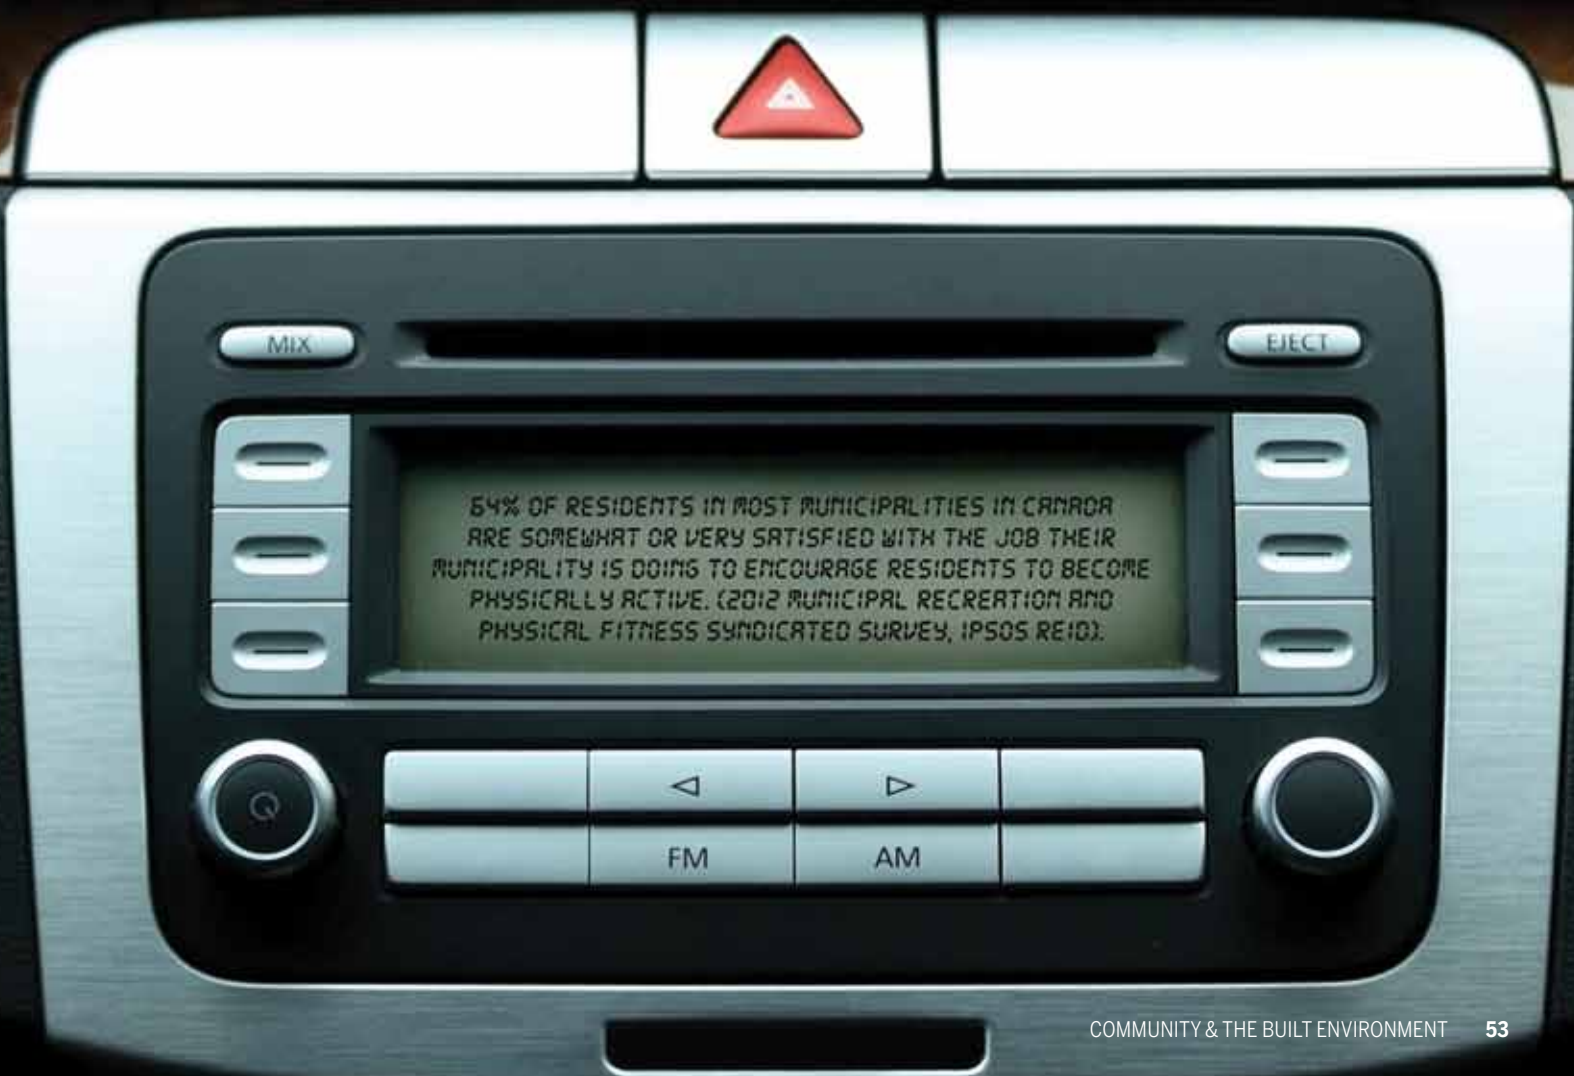 MIX
EJECT
64% OF RESIDENTS IN MOST MUNICIPALITIES IN CANADA
ARE SOMEWHAT OR VERY SATISFIED WITH THE JOB THEIR
MUNICIPALITY IS DOING TO ENCOURAGE RESIDENTS TO BECOME
PHYSICALLY ACTIVE. (2012 MUNICIPAL RECREATION AND
PHYSICAL FITNESS SYNDICATED SURVEY, IPSOS REID).
FM
AM
COMMUNITY & THE BUILT ENVIRONMENT 53